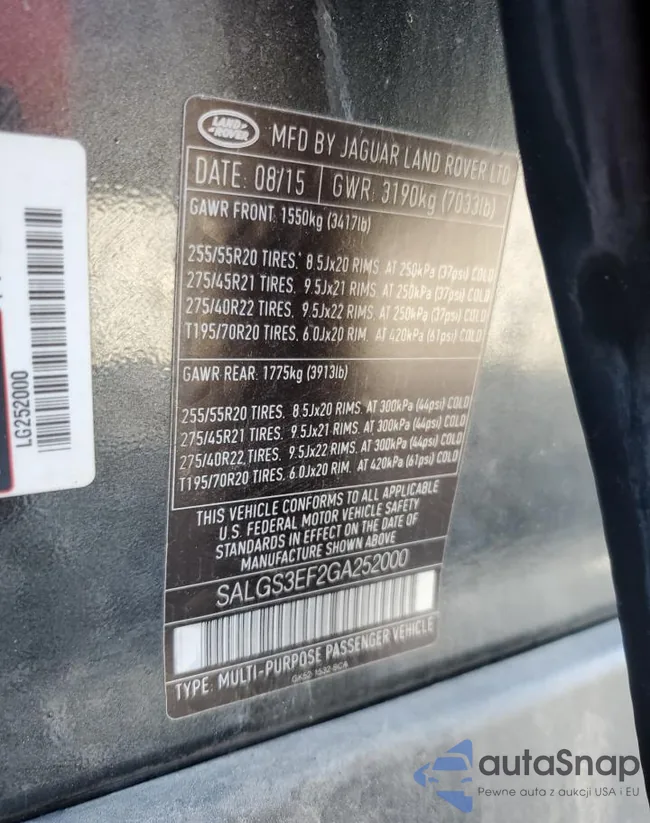 LAND ROVER
MFD BY JAGUAR LAND ROVER LTD
DATE: 08/15 GWR: 3190kg (7033lb)
GAWR FRONT: 1550kg (3417lb)
255/55R20 TIRES. 8.5Jx20 RIMS. AT 250kPa (37psi) COLD
275/45R21 TIRES. 9.5Jx21 RIMS. AT 250kPa (37psi) COLD
275/40R22 TIRES. 9.5Jx22 RIMS. AT 250kPa (37psi) COLD
T195/70R20 TIRES. 6.0Jx20 RIM. AT 420kPa (61psi) COLD
GAWR REAR: 1775kg (3913lb)
255/55R20 TIRES. 8.5Jx20 RIMS. AT 300kPa (44psi) COLD
275/45R21 TIRES. 9.5Jx21 RIMS. AT 300kPa (44psi) COLD
275/40R22 TIRES. 9.5Jx22 RIMS. AT 300kPa (44psi) COLD
T195/70R20 TIRES. 6.0Jx20 RIM. AT 420kPa (61psi) COLD
THIS VEHICLE CONFORMS TO ALL APPLICABLE
U.S. FEDERAL MOTOR VEHICLE SAFETY
STANDARDS IN EFFECT ON THE DATE OF
MANUFACTURE SHOWN ABOVE
SALGS3EF2GA252000
TYPE: MULTI-PURPOSE PASSENGER VEHICLE
LG252000
autaSnap
Pewne auta z aukcji USA i EU